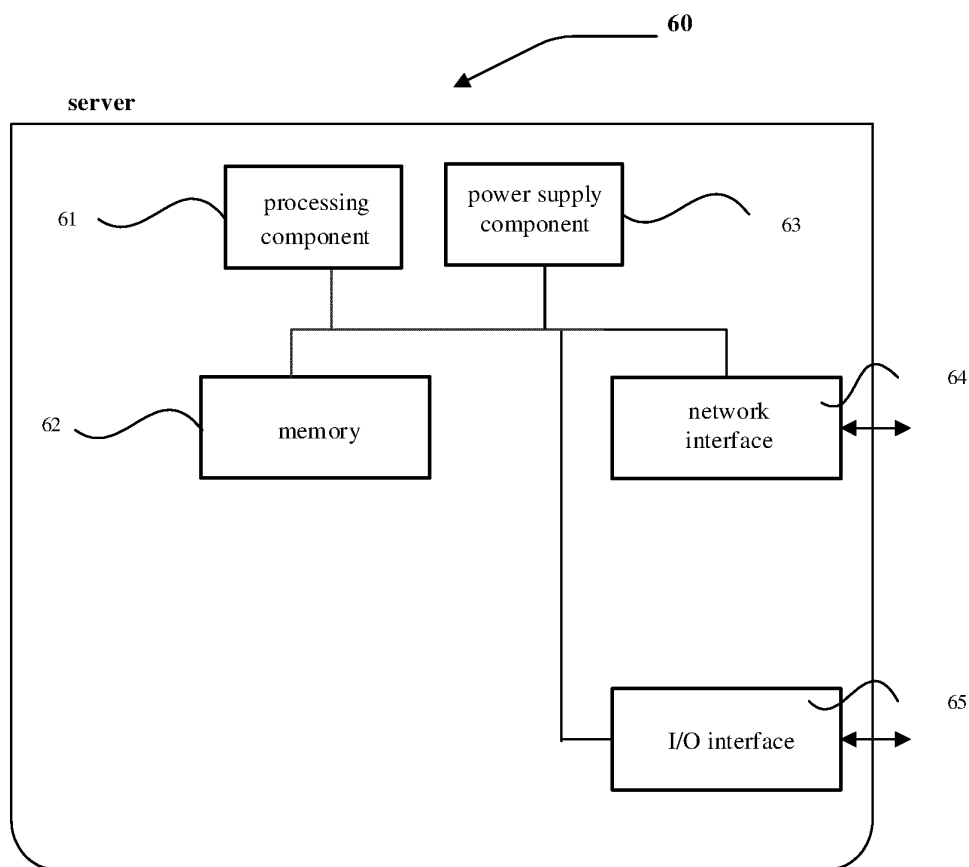 60
server
61
processing
component
power supply
component
63
62
memory
network
interface
64
I/O interface
65